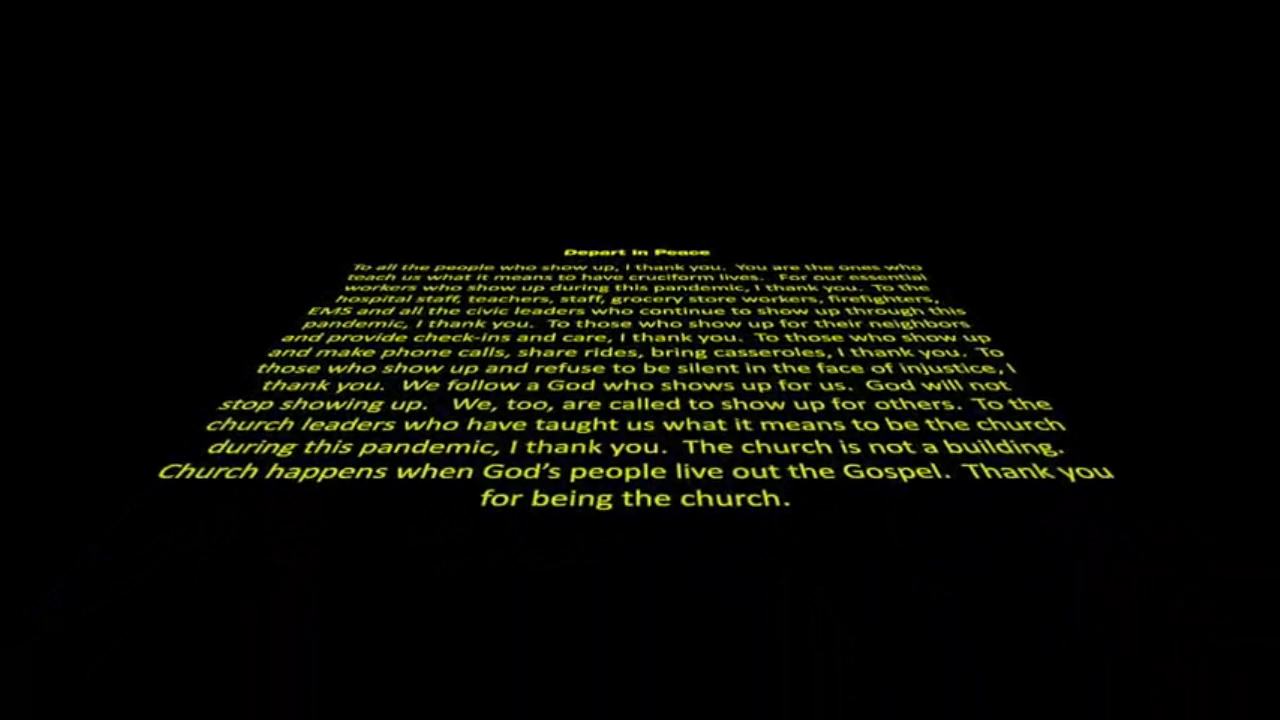 Depart in Peace
To all the people who show up, I thank you.  You are the ones who
teach us what it means to have cruciform lives.   For our essential
workers who show up during this pandemic, I thank you.  To the
hospital staff, teachers, staff, grocery store workers, firefighters,
EMS and all the civic leaders who continue to show up through this
pandemic, I thank you.  To those who show up for their neighbors
and provide check-ins and care, I thank you.  To those who show up
and make phone calls, share rides, bring casseroles, I thank you.  To
those who show up and refuse to be silent in the face of injustice, I
thank you.   We follow a God who shows up for us.  God will not
stop showing up.   We, too, are called to show up for others. To the
church leaders who have taught us what it means to be the church
during this pandemic, I thank you.  The church is not a building.
Church happens when God’s people live out the Gospel.  Thank you
for being the church.